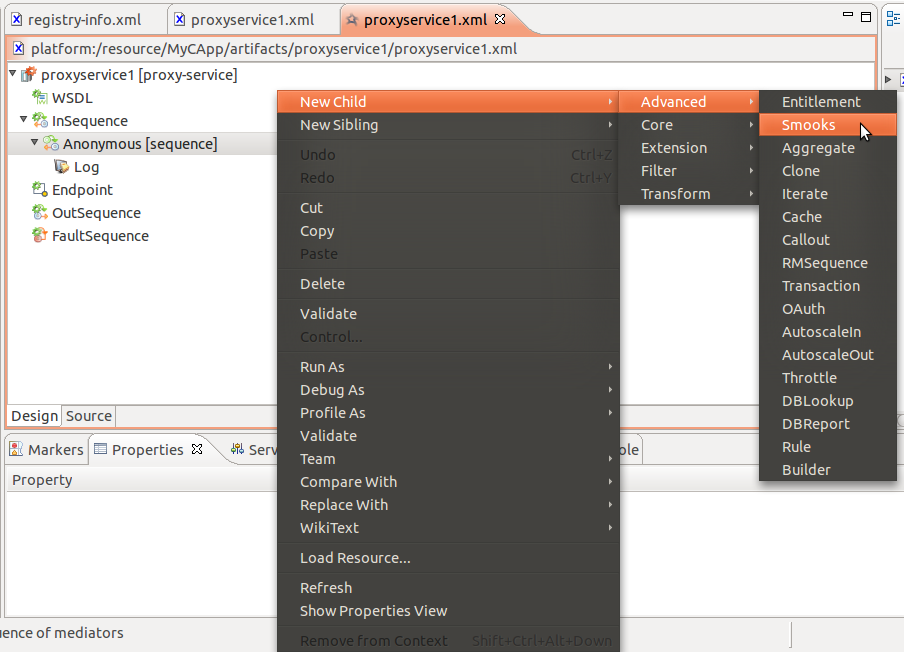 registry-info.xml
proxyservice1.xml
proxyservice1.xml
platform:/resource/MyCApp/artifacts/proxyservice1/proxyservice1.xml
proxyservice1 [proxy-service]
WSDL
InSequence
Anonymous [sequence]
Log
Endpoint
OutSequence
FaultSequence
Design
Source
Markers
Properties
Serv
ole
Property
uence of mediators
New Child
New Sibling
Undo Ctrl+Z
Redo Ctrl+Y
Cut
Copy
Paste
Delete
Validate
Control...
Run As
Debug As
Profile As
Validate
Team
Compare With
Replace With
WikiText
Load Resource...
Refresh
Show Properties View
Remove from Context Shift+Ctrl+Alt+Down
Advanced
Core
Extension
Filter
Transform
Entitlement
Smooks
Aggregate
Clone
Iterate
Cache
Callout
RMSequence
Transaction
OAuth
AutoscaleIn
AutoscaleOut
Throttle
DBLookup
DBReport
Rule
Builder